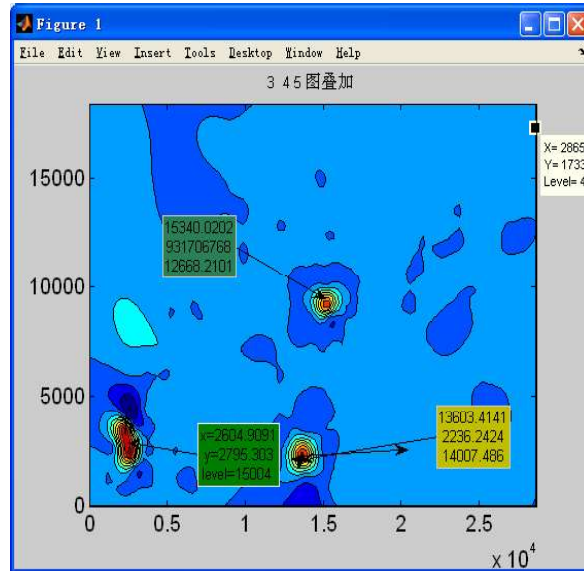 Figure 1
File Edit View Insert Tools Desktop Window Help
3 4 5图叠加
15000
10000
5000
0
15340.0202
931706768
12668.2101
X= 2865
Y= 1733
Level= 4
x=2604.9091
y=2795.303
level=15004
13603.4141
2236.2424
14007.486
0 0.5 1 1.5 2 2.5
x 10^4